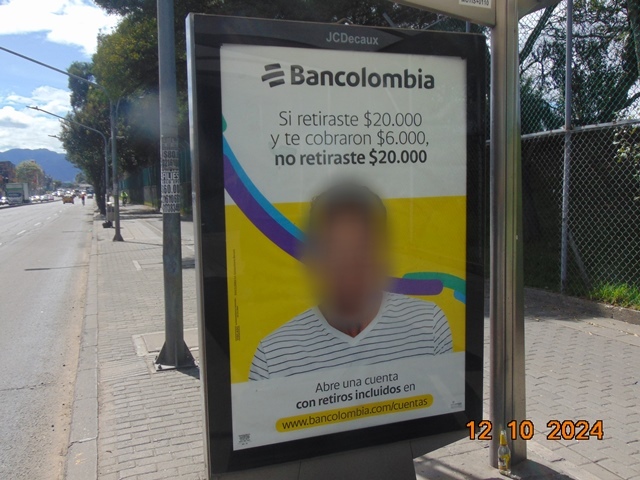 JCDecaux
Bancolombia
Si retiraste $20.000
y te cobraron $6.000,
no retiraste $20.000
Abre una cuenta
con retiros incluidos en
www.bancolombia.com/cuentas
12 10 2024